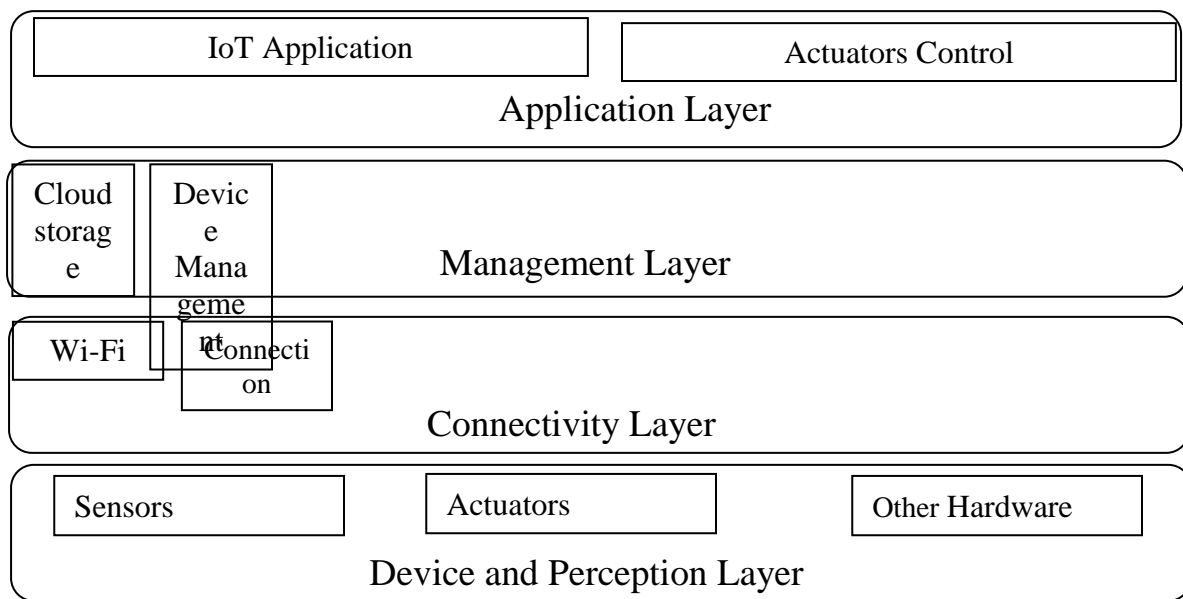 IoT Application
Actuators Control
Application Layer
Cloud
storag
e
Devic
e
Mana
geme
nt
Management Layer
Wi-Fi
Connecti
on
Connectivity Layer
Sensors
Actuators
Other Hardware
Device and Perception Layer